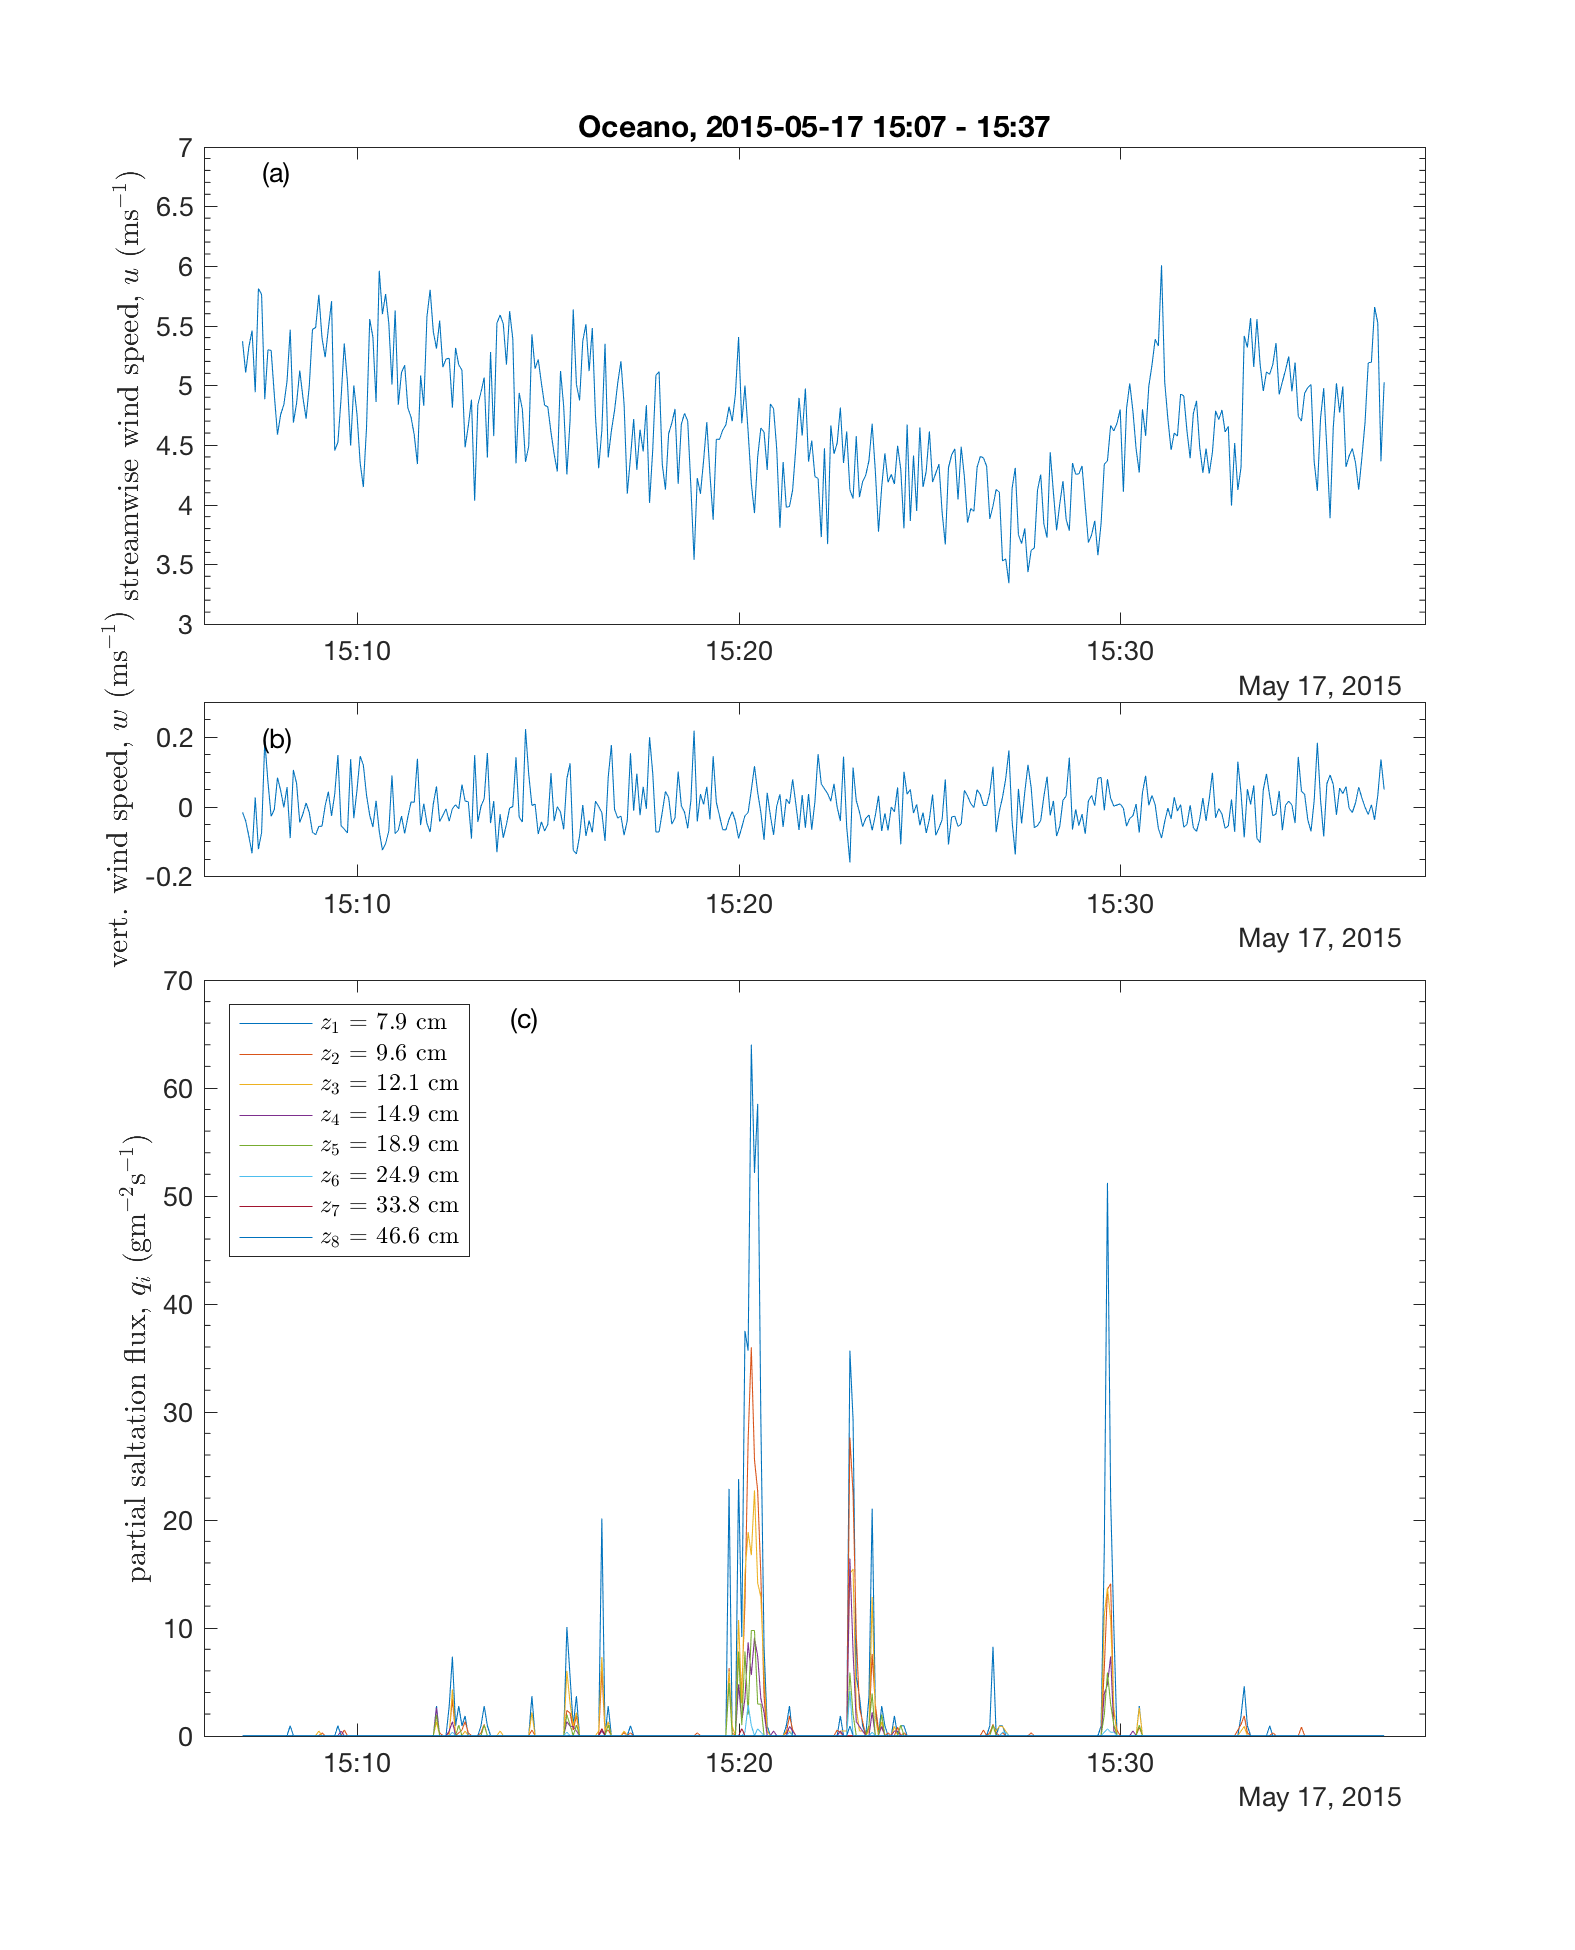 Oceano, 2015-05-17 15:07 - 15:37
(a)
streamwise wind speed, u (ms⁻¹)
7
6.5
6
5.5
5
4.5
4
3.5
3
15:10 15:20 15:30
May 17, 2015
(b)
vert. wind speed, w (ms⁻¹)
0.2
0
-0.2
15:10 15:20 15:30
May 17, 2015
(c)
partial saltation flux, qᵢ (gm⁻²s⁻¹)
70
60
50
40
30
20
10
0
z₁ = 7.9 cm
z₂ = 9.6 cm
z₃ = 12.1 cm
z₄ = 14.9 cm
z₅ = 18.9 cm
z₆ = 24.9 cm
z₇ = 33.8 cm
z₈ = 46.6 cm
15:10 15:20 15:30
May 17, 2015